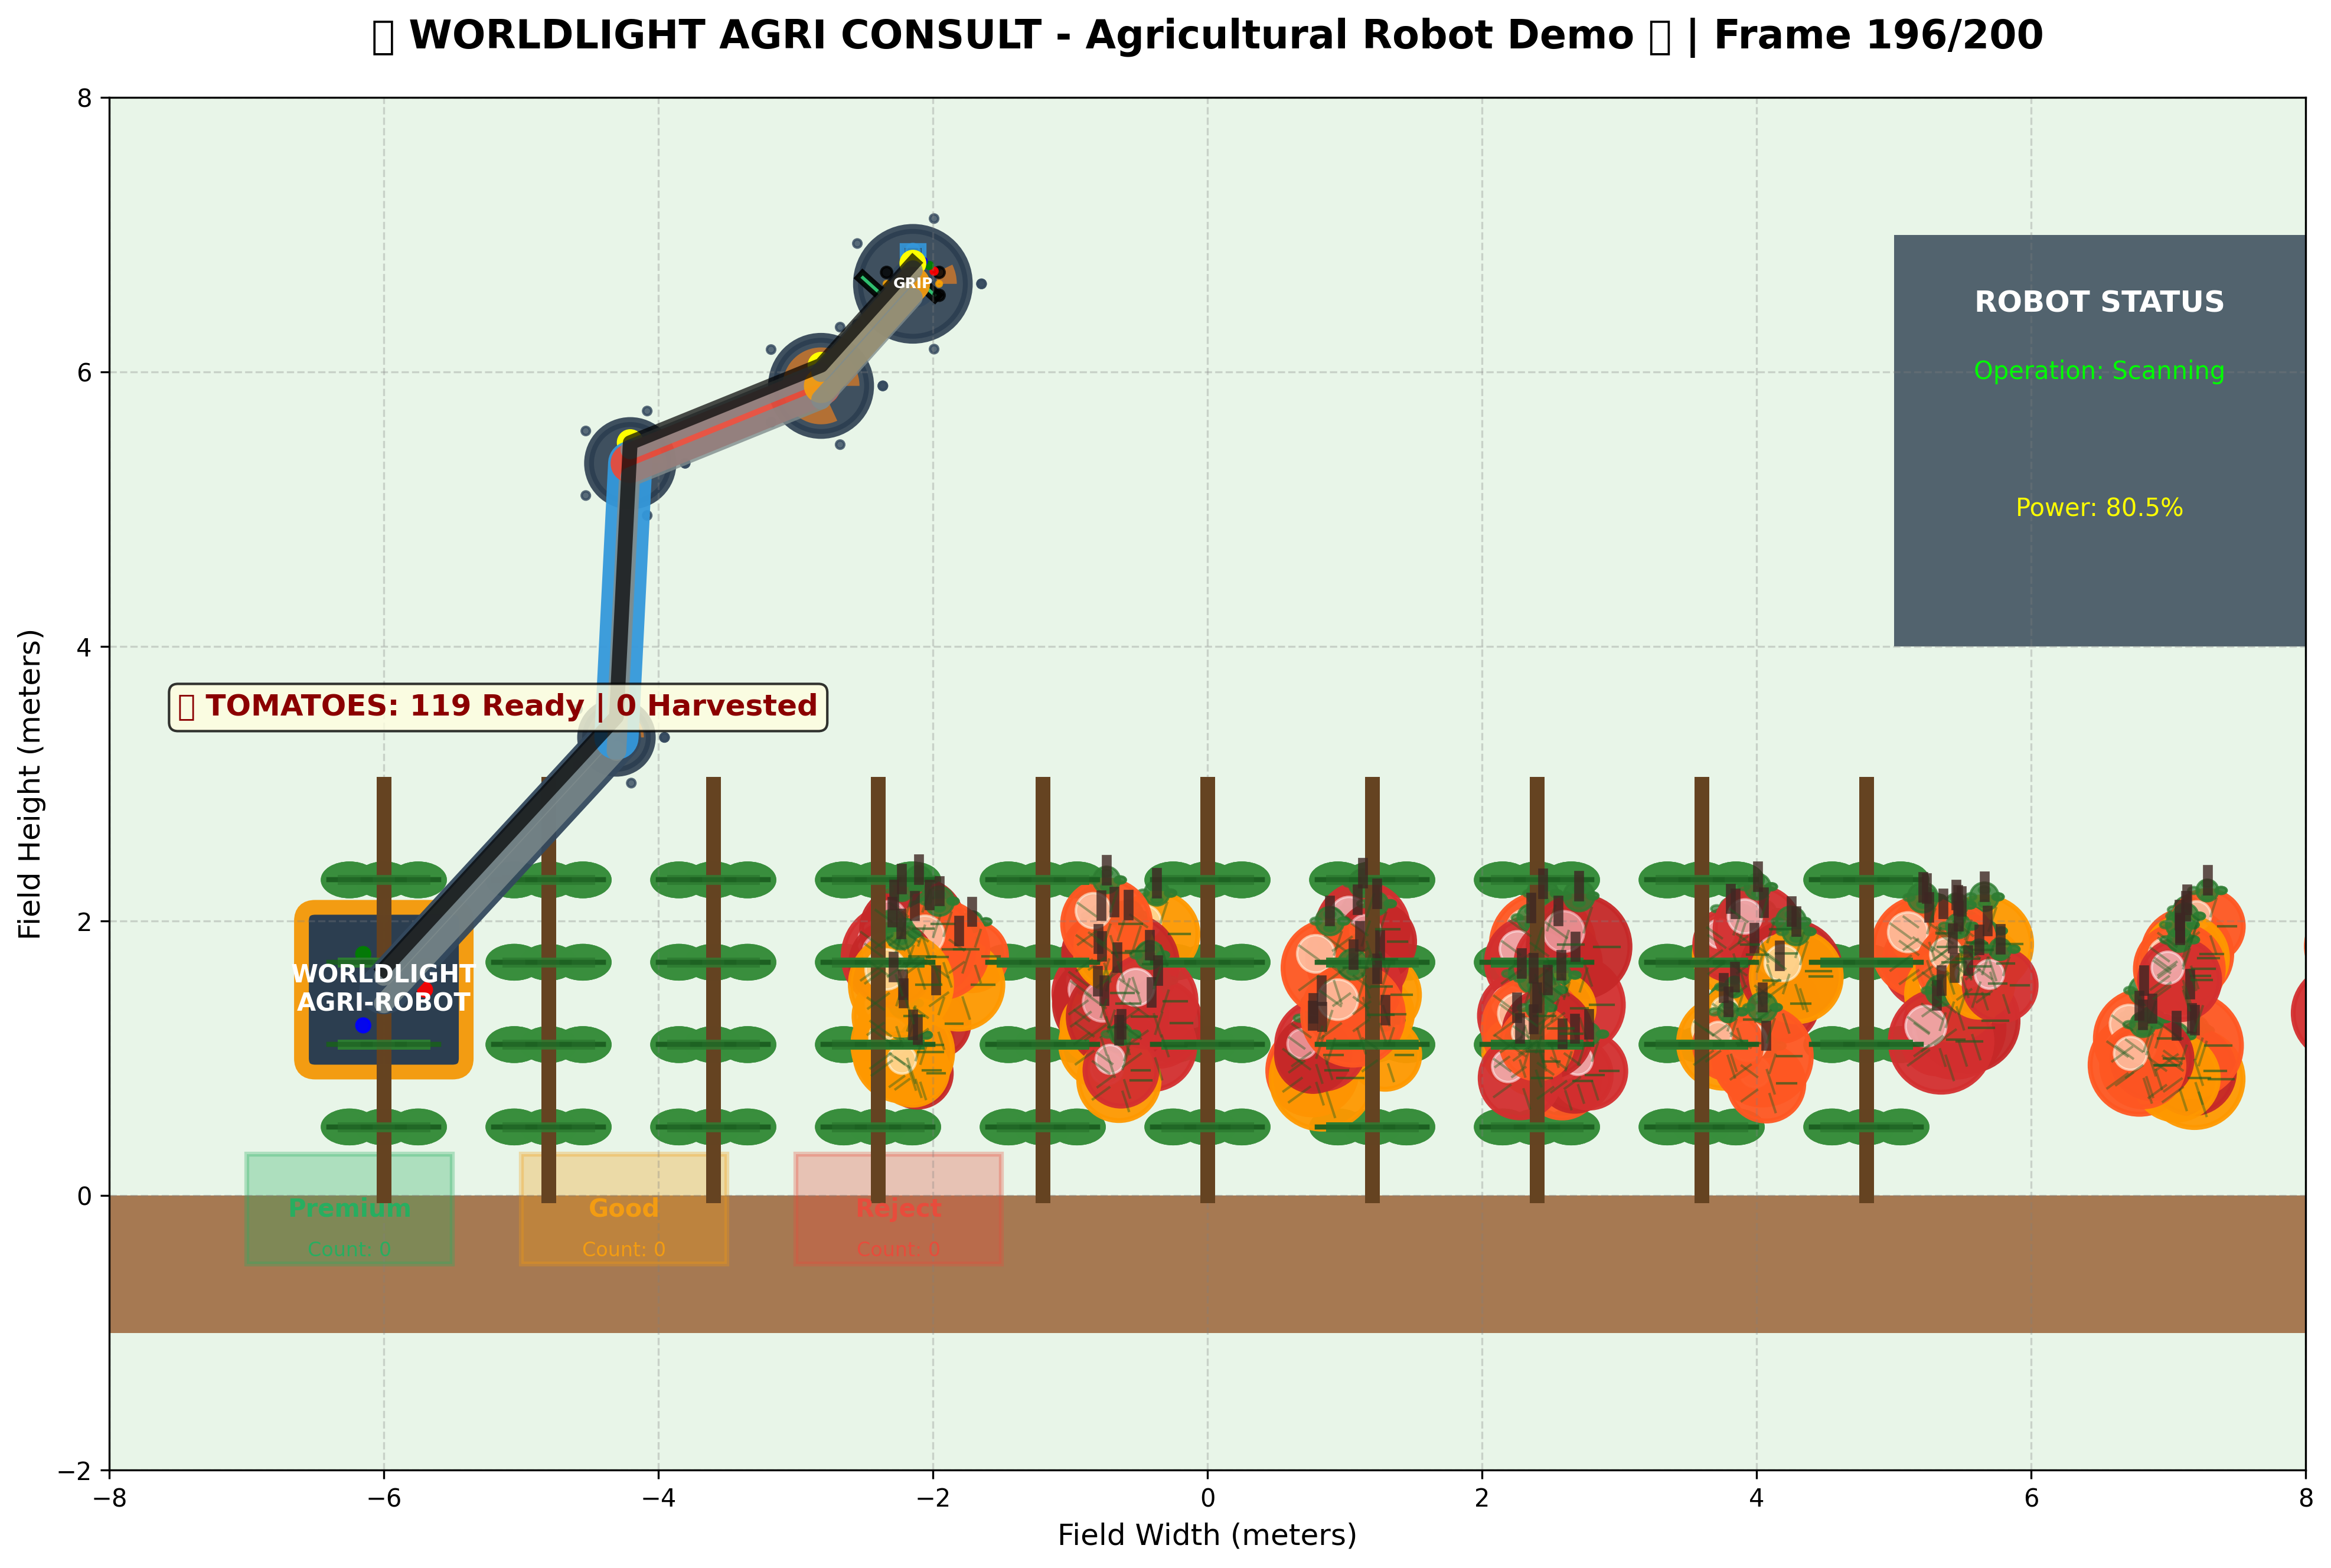 ▯ WORLDLIGHT AGRI CONSULT - Agricultural Robot Demo ▯ | Frame 196/200
8
6
4
2
0
−2
Field Height (meters)
GRIP
ROBOT STATUS
Operation: Scanning
Power: 80.5%
▯ TOMATOES: 119 Ready | 0 Harvested
WORLDLIGHT
AGRI-ROBOT
Premium
Count: 0
Good
Count: 0
Reject
Count: 0
−8
−6
−4
−2
0
2
4
6
8
Field Width (meters)